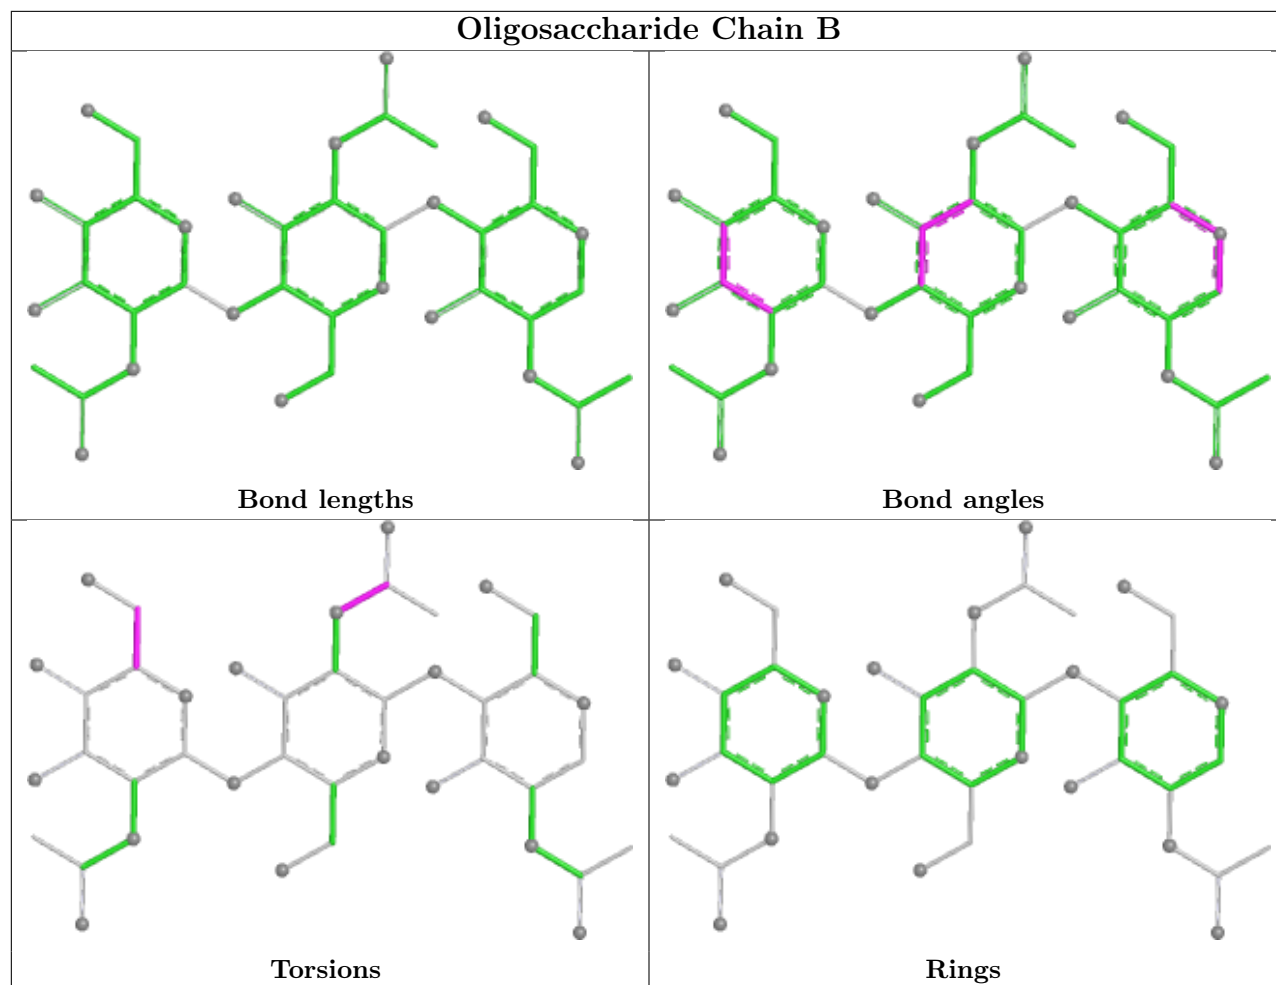 Oligosaccharide Chain B
Bond lengths
Bond angles
Torsions
Rings